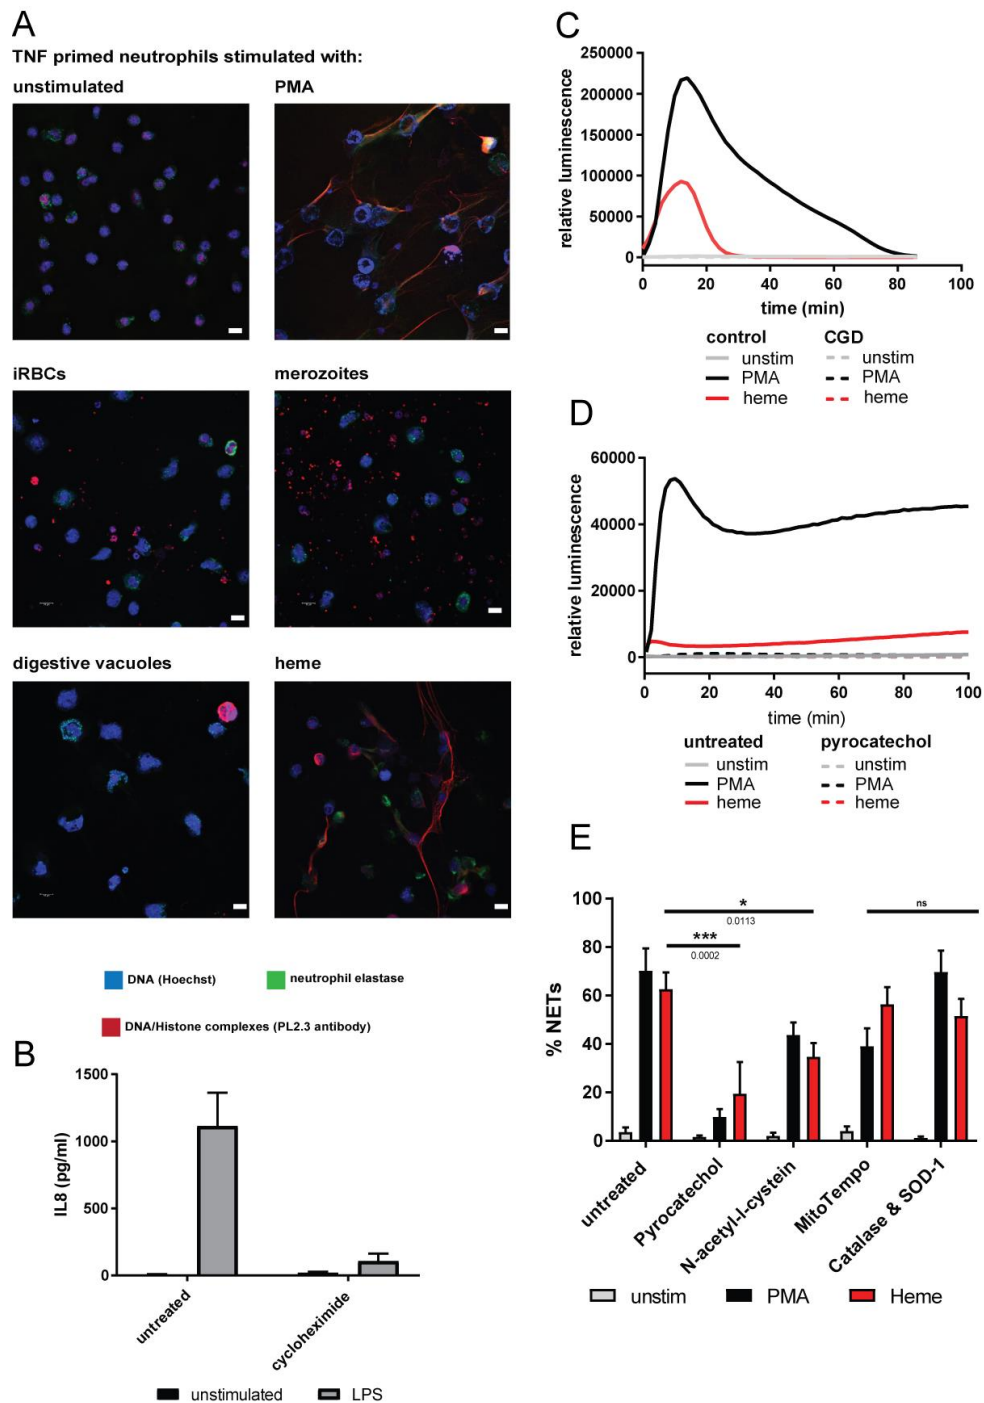 A
TNF primed neutrophils stimulated with:
unstimulated
PMA
iRBCs
merozoites
digestive vacuoles
heme
DNA (Hoechst)
neutrophil elastase
DNA/Histone complexes (PL2.3 antibody)
B
IL8 (pg/ml)
1500
1000
500
0
untreated
cycloheximide
unstimulated
LPS
C
relative luminescence
250000
200000
150000
100000
50000
0
0 20 40 60 80 100
time (min)
control CGD
unstim unstim
PMA PMA
heme heme
D
relative luminescence
60000
40000
20000
0
0 20 40 60 80 100
time (min)
untreated pyrocatechol
unstim unstim
PMA PMA
heme heme
E
% NETs
100
80
60
40
20
0
*
0.0113
***
0.0002
ns
untreated
Pyrocatechol
N-acetyl-l-cystein
MitoTempo
Catalase & SOD-1
unstim PMA Heme